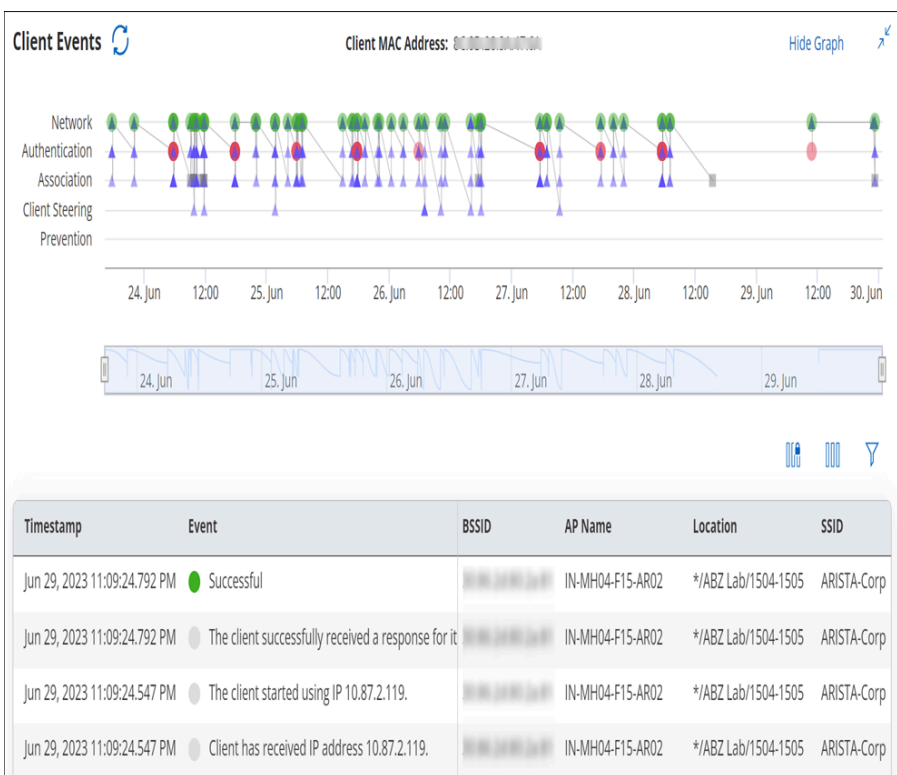 Client Events
Client MAC Address:
Hide Graph
Network
Authentication
Association
Client Steering
Prevention
24. Jun 12:00 25. Jun 12:00 26. Jun 12:00 27. Jun 12:00 28. Jun 12:00 29. Jun 12:00 30. Jun
24. Jun 25. Jun 26. Jun 27. Jun 28. Jun 29. Jun
Timestamp Event BSSID AP Name Location SSID
Jun 29, 2023 11:09:24.792 PM Successful IN-MH04-F15-AR02 */ABZ Lab/1504-1505 ARISTA-Corp
Jun 29, 2023 11:09:24.792 PM The client successfully received a response for it IN-MH04-F15-AR02 */ABZ Lab/1504-1505 ARISTA-Corp
Jun 29, 2023 11:09:24.547 PM The client started using IP 10.87.2.119. IN-MH04-F15-AR02 */ABZ Lab/1504-1505 ARISTA-Corp
Jun 29, 2023 11:09:24.547 PM Client has received IP address 10.87.2.119. IN-MH04-F15-AR02 */ABZ Lab/1504-1505 ARISTA-Corp